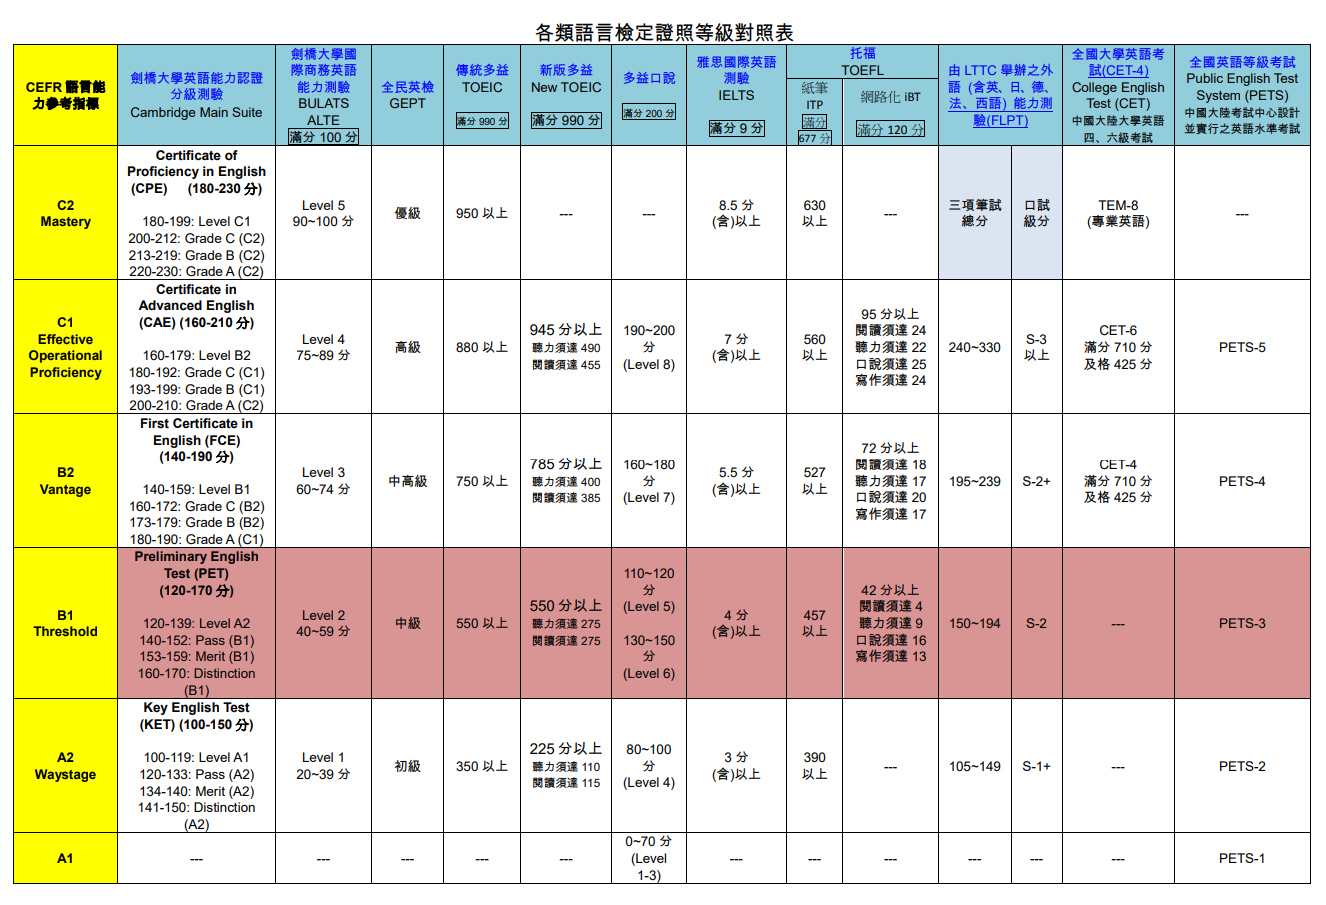 各類語言檢定證照等級對照表
CEFR 語言能
力參考指標
劍橋大學英語能力認證
分級測驗
Cambridge Main Suite
劍橋大學國
際商務英語
能力測驗
BULATS
ALTE
滿分 100 分
全民英檢
GEPT
傳統多益
TOEIC
滿分 990 分
新版多益
New TOEIC
滿分 990 分
多益口說
滿分 200 分
雅思國際英語
測驗
IELTS
滿分 9 分
托福
TOEFL
紙筆
ITP
滿分
677 分
網路化 iBT
滿分 120 分
由 LTTC 舉辦之外
語 (含英、日、德、
法、西語) 能力測
驗(FLPT)
全國大學英語考
試(CET-4)
College English
Test (CET)
中國大陸大學英語
四、六級考試
全國英語等級考試
Public English Test
System (PETS)
中國大陸考試中心設計
並實行之英語水準考試
C2
Mastery
Certificate of
Proficiency in English
(CPE) (180-230 分)
180-199: Level C1
200-212: Grade C (C2)
213-219: Grade B (C2)
220-230: Grade A (C2)
Level 5
90~100 分
優級
950 以上
---
---
8.5 分
(含)以上
630
以上
---
三項筆試
總分
口試
級分
TEM-8
(專業英語)
---
C1
Effective
Operational
Proficiency
Certificate in
Advanced English
(CAE) (160-210 分)
160-179: Level B2
180-192: Grade C (C1)
193-199: Grade B (C1)
200-210: Grade A (C2)
Level 4
75~89 分
高級
880 以上
945 分以上
聽力須達 490
閱讀須達 455
190~200
分
(Level 8)
7 分
(含)以上
560
以上
95 分以上
閱讀須達 24
聽力須達 22
口說須達 25
寫作須達 24
240~330
S-3
以上
CET-6
滿分 710 分
及格 425 分
PETS-5
B2
Vantage
First Certificate in
English (FCE)
(140-190 分)
140-159: Level B1
160-172: Grade C (B2)
173-179: Grade B (B2)
180-190: Grade A (C1)
Level 3
60~74 分
中高級
750 以上
785 分以上
聽力須達 400
閱讀須達 385
160~180
分
(Level 7)
5.5 分
(含)以上
527
以上
72 分以上
閱讀須達 18
聽力須達 17
口說須達 20
寫作須達 17
195~239
S-2+
CET-4
滿分 710 分
及格 425 分
PETS-4
B1
Threshold
Preliminary English
Test (PET)
(120-170 分)
120-139: Level A2
140-152: Pass (B1)
153-159: Merit (B1)
160-170: Distinction
(B1)
Level 2
40~59 分
中級
550 以上
550 分以上
聽力須達 275
閱讀須達 275
110~120
分
(Level 5)
130~150
分
(Level 6)
4 分
(含)以上
457
以上
42 分以上
閱讀須達 4
聽力須達 9
口說須達 16
寫作須達 13
150~194
S-2
---
PETS-3
A2
Waystage
Key English Test
(KET) (100-150 分)
100-119: Level A1
120-133: Pass (A2)
134-140: Merit (A2)
141-150: Distinction
(A2)
Level 1
20~39 分
初級
350 以上
225 分以上
聽力須達 110
閱讀須達 115
80~100
分
(Level 4)
3 分
(含)以上
390
以上
---
105~149
S-1+
---
PETS-2
A1
---
---
---
---
---
0~70 分
(Level
1-3)
---
---
---
---
---
---
PETS-1